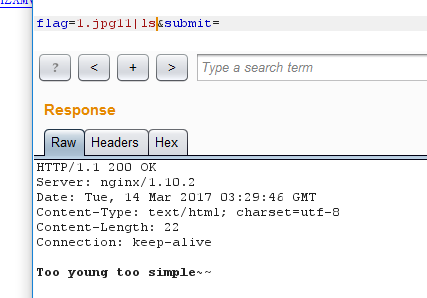 flag=1.jpg11|ls&submit=
? < + > Type a search term
Response
Raw Headers Hex
HTTP/1.1 200 OK
Server: nginx/1.10.2
Date: Tue, 14 Mar 2017 03:29:46 GMT
Content-Type: text/html; charset=utf-8
Content-Length: 22
Connection: keep-alive
Too young too simple~~